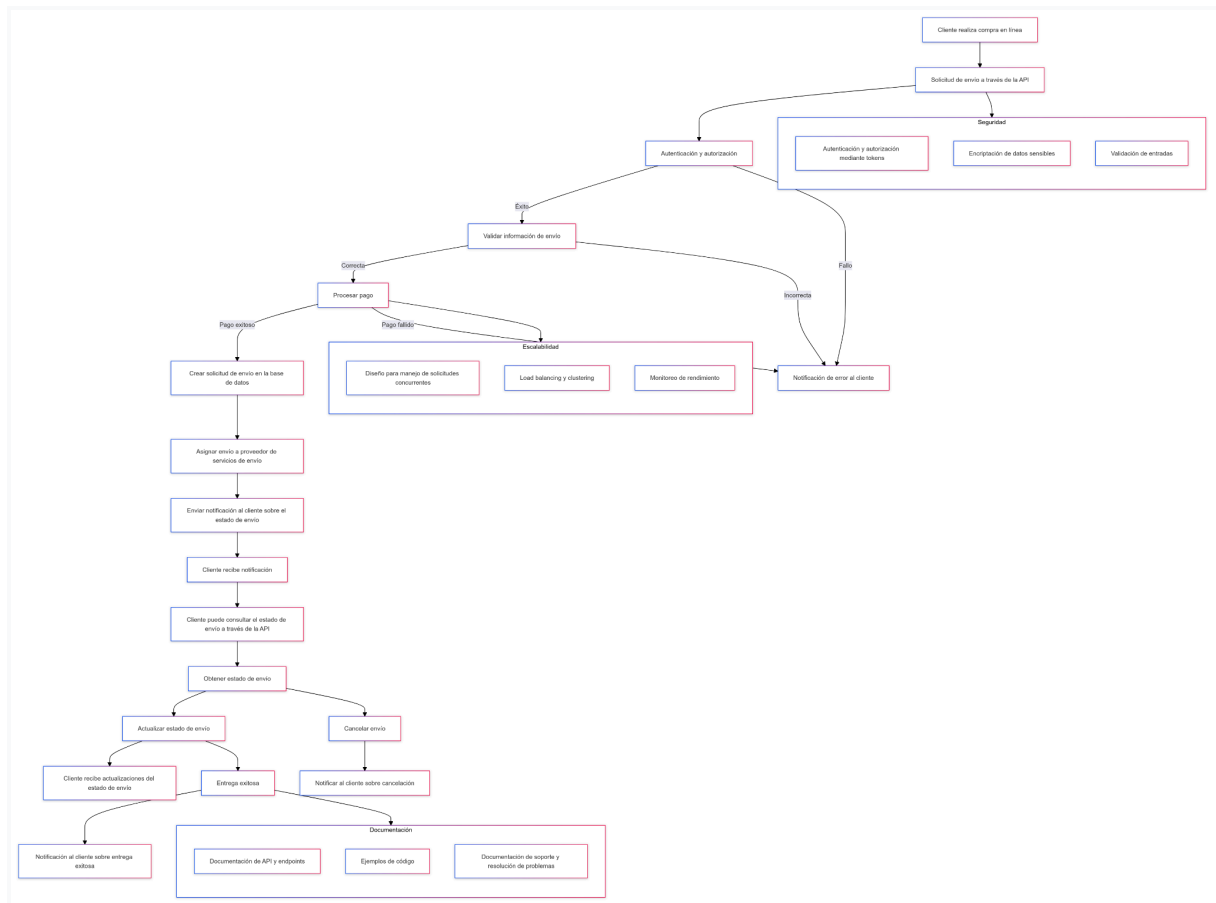 Cliente realiza compra en línea
Solicitud de envío a través de la API
Seguridad
Autenticación y autorización
mediante tokens
Encriptación de datos sensibles
Validación de entradas
Autenticación y autorización
Éxito
Validar información de envío
Fallo
Correcta
Incorrecta
Procesar pago
Pago exitoso
Pago fallido
Escalabilidad
Diseño para manejo de solicitudes
concurrentes
Load balancing y clustering
Monitoreo de rendimiento
Notificación de error al cliente
Crear solicitud de envío en la base
de datos
Asignar envío a proveedor de
servicios de envío
Enviar notificación al cliente sobre el
estado de envío
Cliente recibe notificación
Cliente puede consultar el estado de
envío a través de la API
Obtener estado de envío
Actualizar estado de envío
Cancelar envío
Cliente recibe actualizaciones del
estado de envío
Entrega exitosa
Notificar al cliente sobre cancelación
Notificación al cliente sobre entrega
exitosa
Documentación
Documentación de API y endpoints
Ejemplos de código
Documentación de soporte y
resolución de problemas